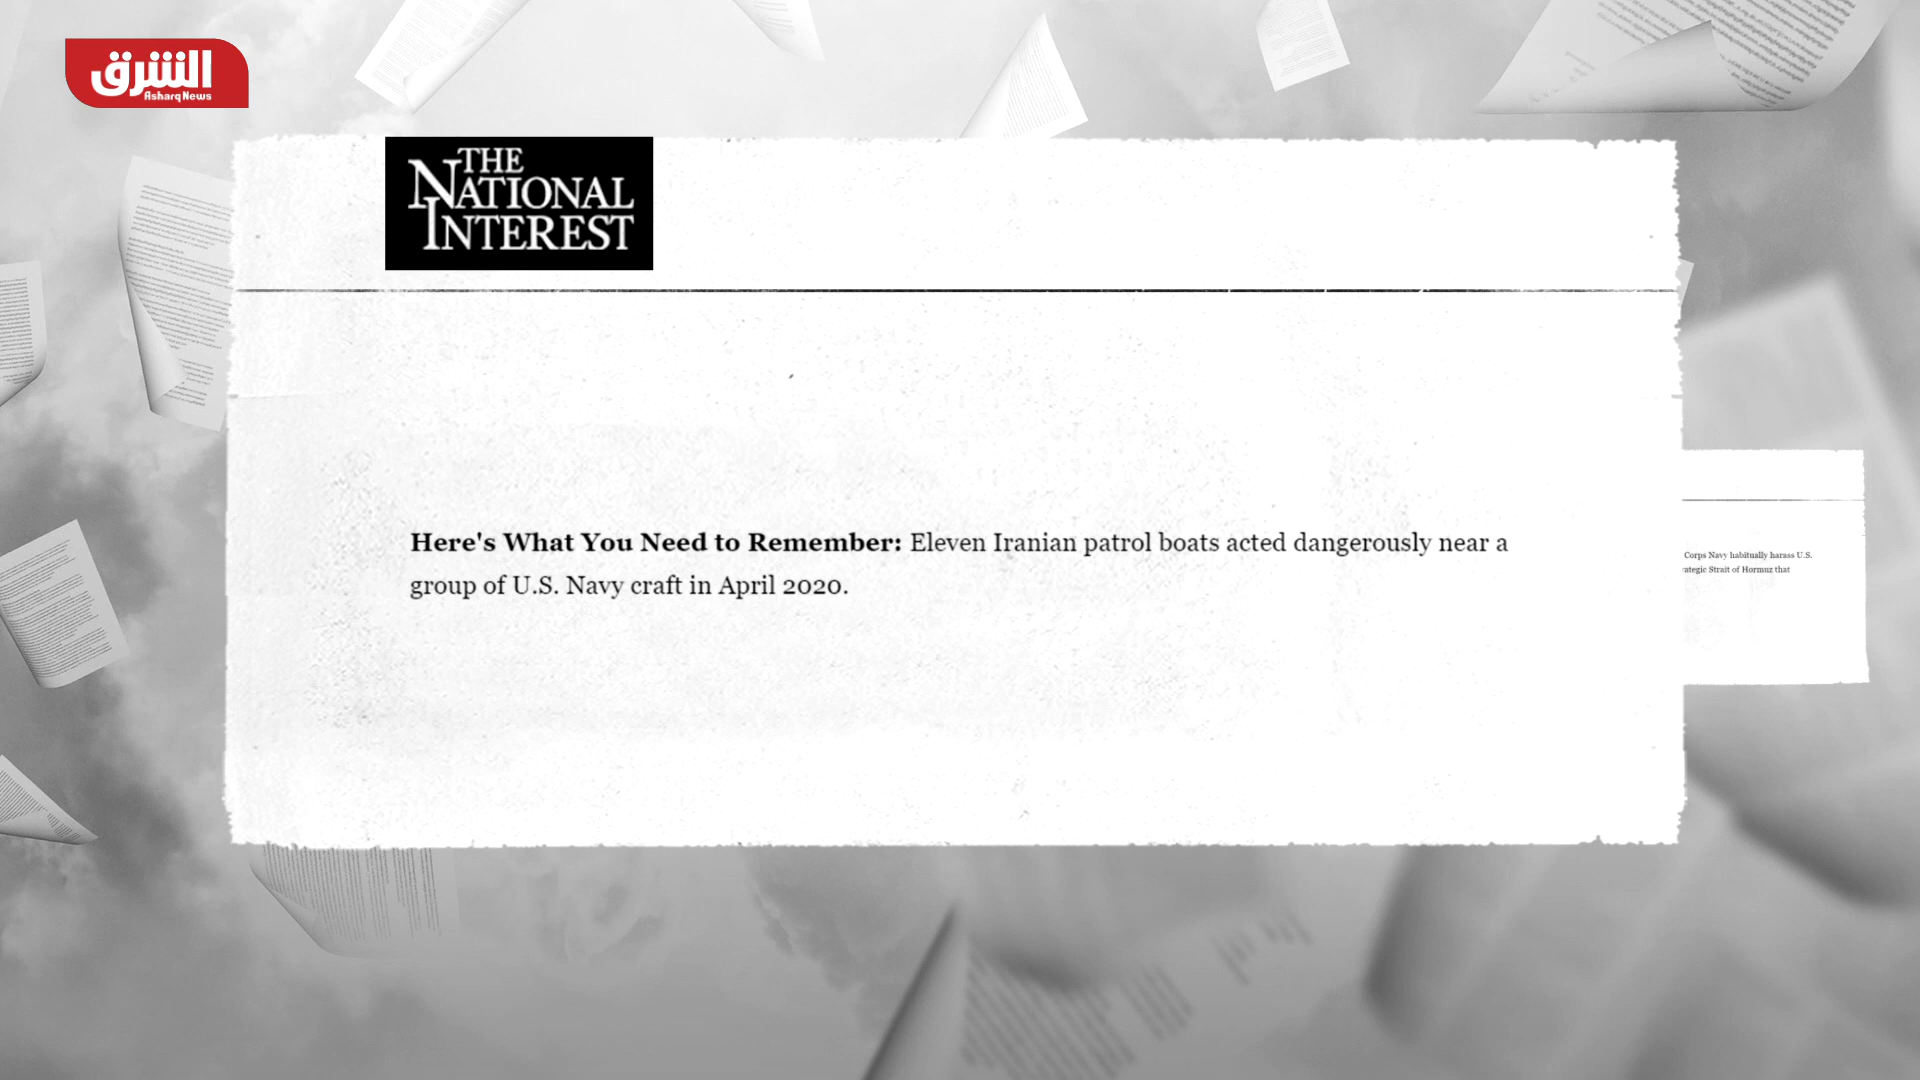 الشرق
Asharq News
THE
NATIONAL
INTEREST
Here's What You Need to Remember: Eleven Iranian patrol boats acted dangerously near a
group of U.S. Navy craft in April 2020.
Corps Navy habitually harass U.S.
Strait of Hormuz that